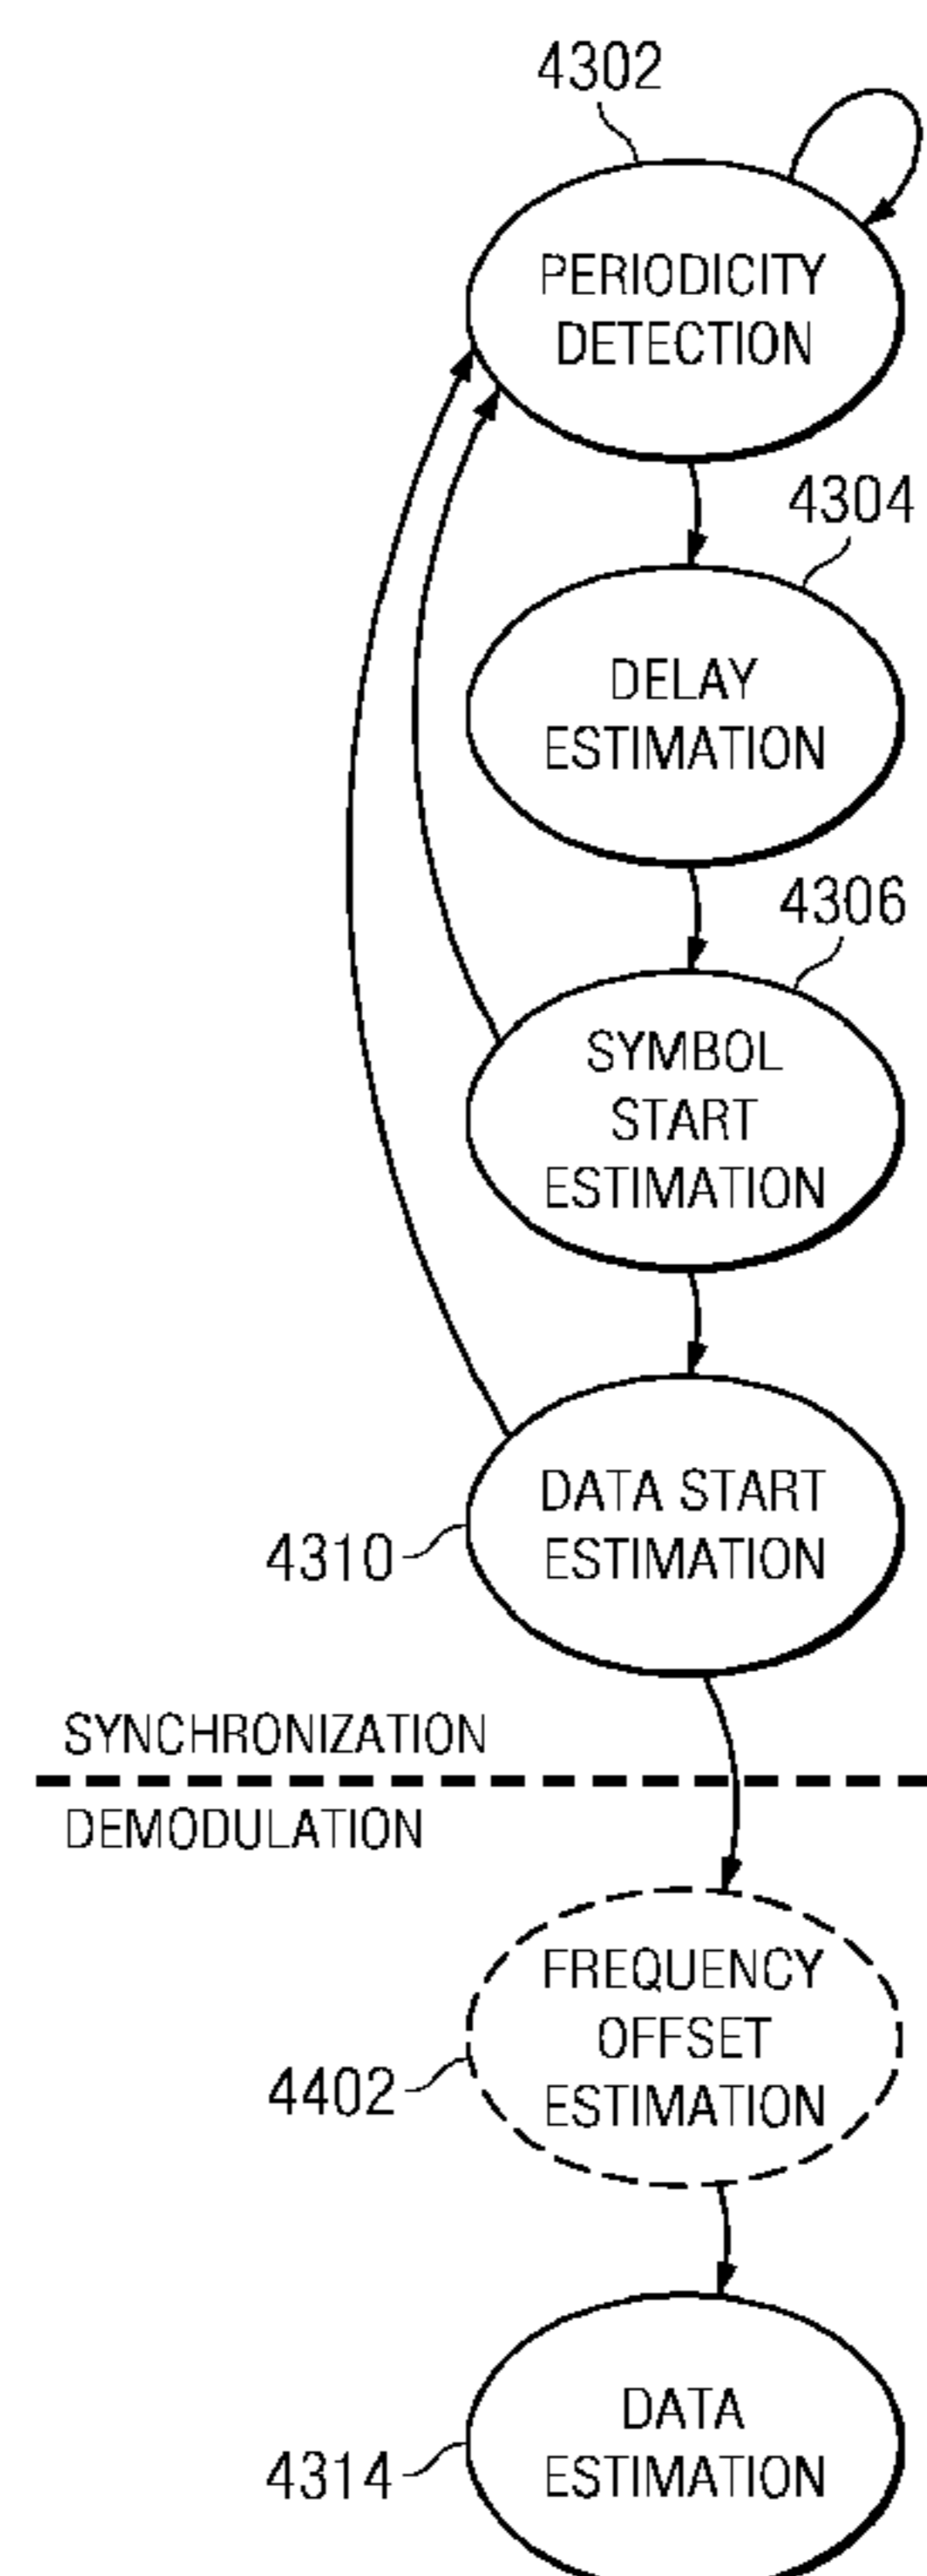 4302
PERIODICITY
DETECTION
4304
DELAY
ESTIMATION
4306
SYMBOL
START
ESTIMATION
DATA START
ESTIMATION
4310
SYNCHRONIZATION
DEMODULATION
FREQUENCY
OFFSET
ESTIMATION
4402
DATA
ESTIMATION
4314